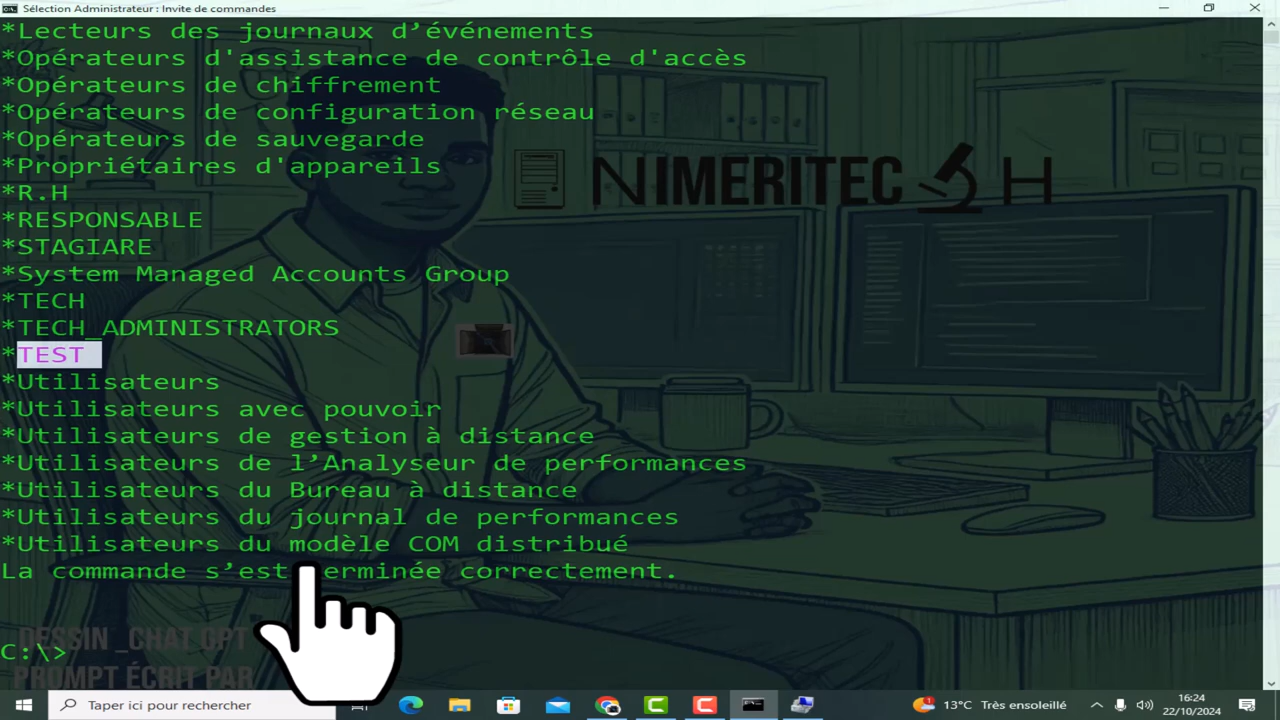 Sélection Administrateur : Invite de commandes
*Lecteurs des journaux d’événements
*Opérateurs d'assistance de contrôle d'accès
*Opérateurs de chiffrement
*Opérateurs de configuration réseau
*Opérateurs de sauvegarde
*Propriétaires d'appareils
NIMERITEC H
*R.H
*RESPONSABLE
*STAGIARE
*System Managed Accounts Group
*TECH
*TECH_ADMINISTRATORS
*TEST
*Utilisateurs
*Utilisateurs avec pouvoir
*Utilisateurs de gestion à distance
*Utilisateurs de l’Analyseur de performances
*Utilisateurs du Bureau à distance
*Utilisateurs du journal de performances
*Utilisateurs du modèle COM distribué
La commande s’est terminée correctement.
DESSIN _CHAT GPT
C:\>
PROMPT ÉCRIT PAR
Taper ici pour rechercher
13°C Très ensoleillé
16:24
22/10/2024